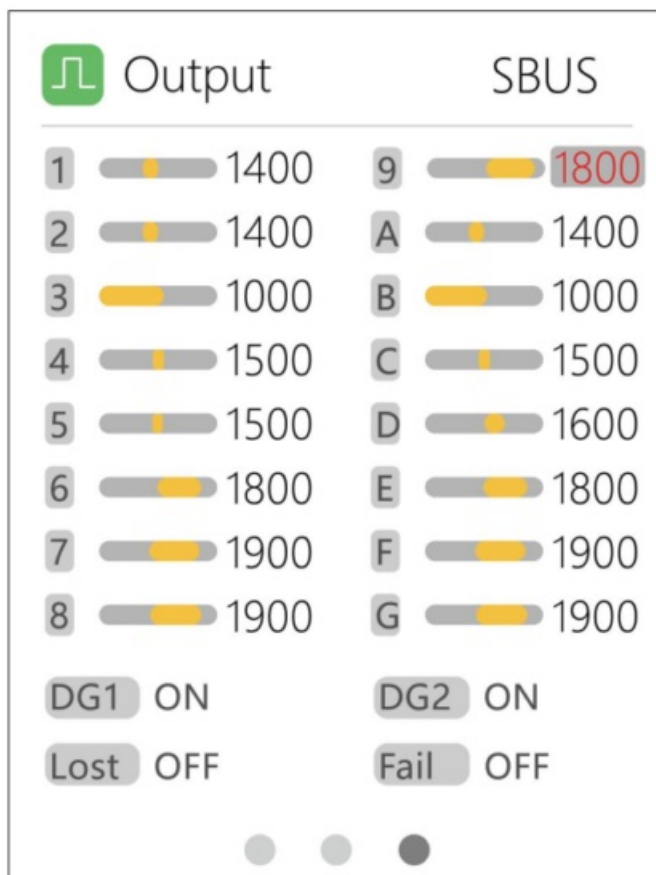 Output SBUS
1 1400 9 1800
2 1400 A 1400
3 1000 B 1000
4 1500 C 1500
5 1500 D 1600
6 1800 E 1800
7 1900 F 1900
8 1900 G 1900
DG1 ON DG2 ON
Lost OFF Fail OFF